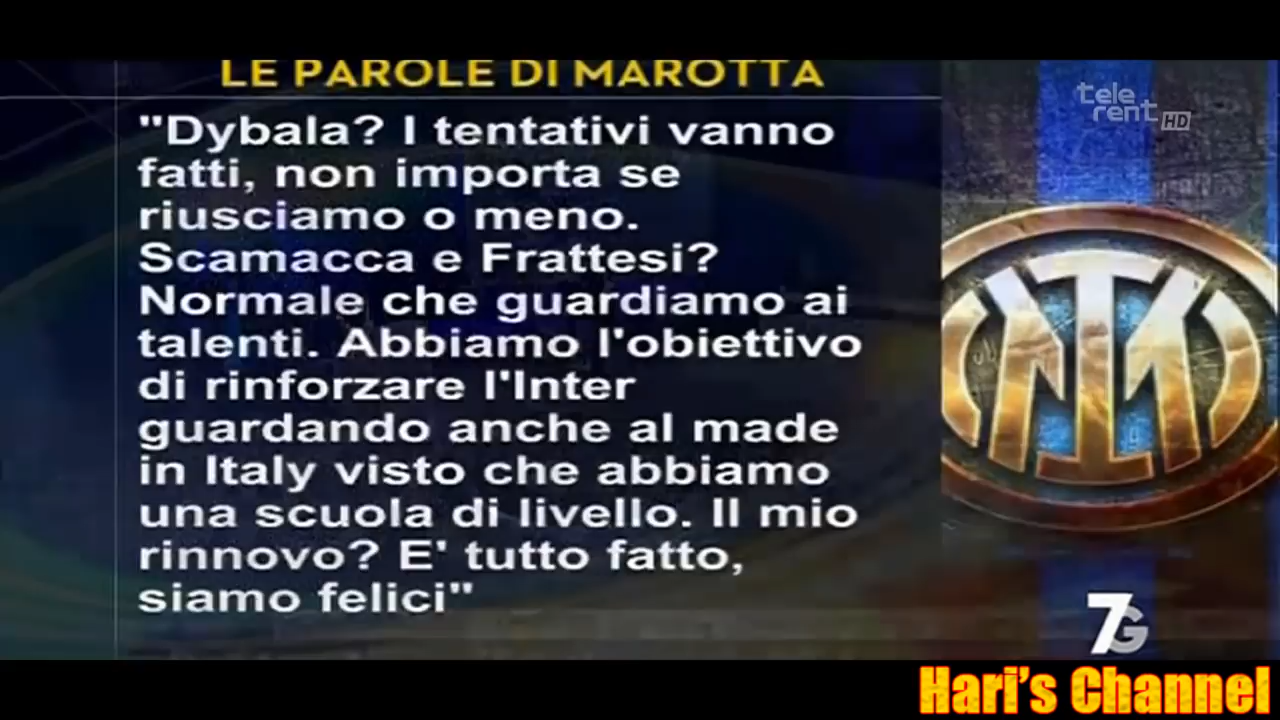 LE PAROLE DI MAROTTA
tele
rent HD
"Dybala? I tentativi vanno
fatti, non importa se
riusciamo o meno.
Scamacca e Frattesi?
Normale che guardiamo ai
talenti. Abbiamo l'obiettivo
di rinforzare l'Inter
guardando anche al made
in Italy visto che abbiamo
una scuola di livello. Il mio
rinnovo? E' tutto fatto,
siamo felici"
7G
Hari's Channel